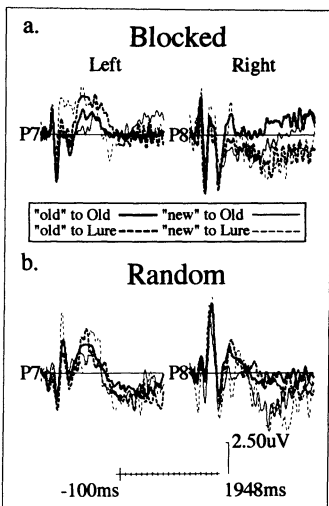 a. Blocked
Left Right
P7 P8
"old" to Old "new" to Old
"old" to Lure "new" to Lure
b. Random
P7 P8
2.50uV
-100ms 1948ms